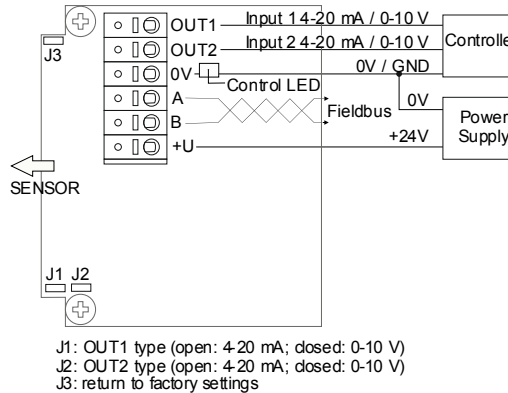 OUT1
Input 1 4-20 mA / 0-10 V
Controlle
J3
OUT2
Input 2 4-20 mA / 0-10 V
0V
0V / GND
Control LED
A
Fieldbus
0V
B
Power
Supply
+U
+24V
SENSOR
J1 J2
J1: OUT1 type (open: 4-20 mA; closed: 0-10 V)
J2: OUT2 type (open: 4-20 mA; closed: 0-10 V)
J3: return to factory settings